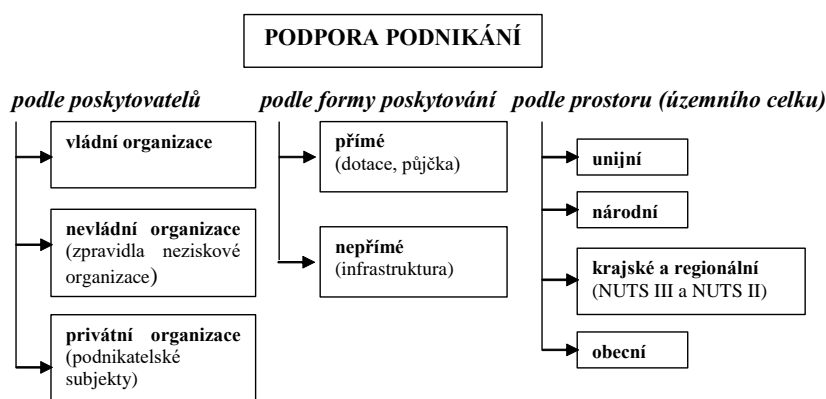 PODPORA PODNIKÁNÍ
podle poskytovatelů
vládní organizace
nevládní organizace
(zpravidla neziskové
organizace)
privátní organizace
(podnikatelské
subjekty)
podle formy poskytování
přímé
(dotace, půjčka)
nepřímé
(infrastruktura)
podle prostoru (územního celku)
unijní
národní
krajské a regionální
(NUTS III a NUTS II)
obecní